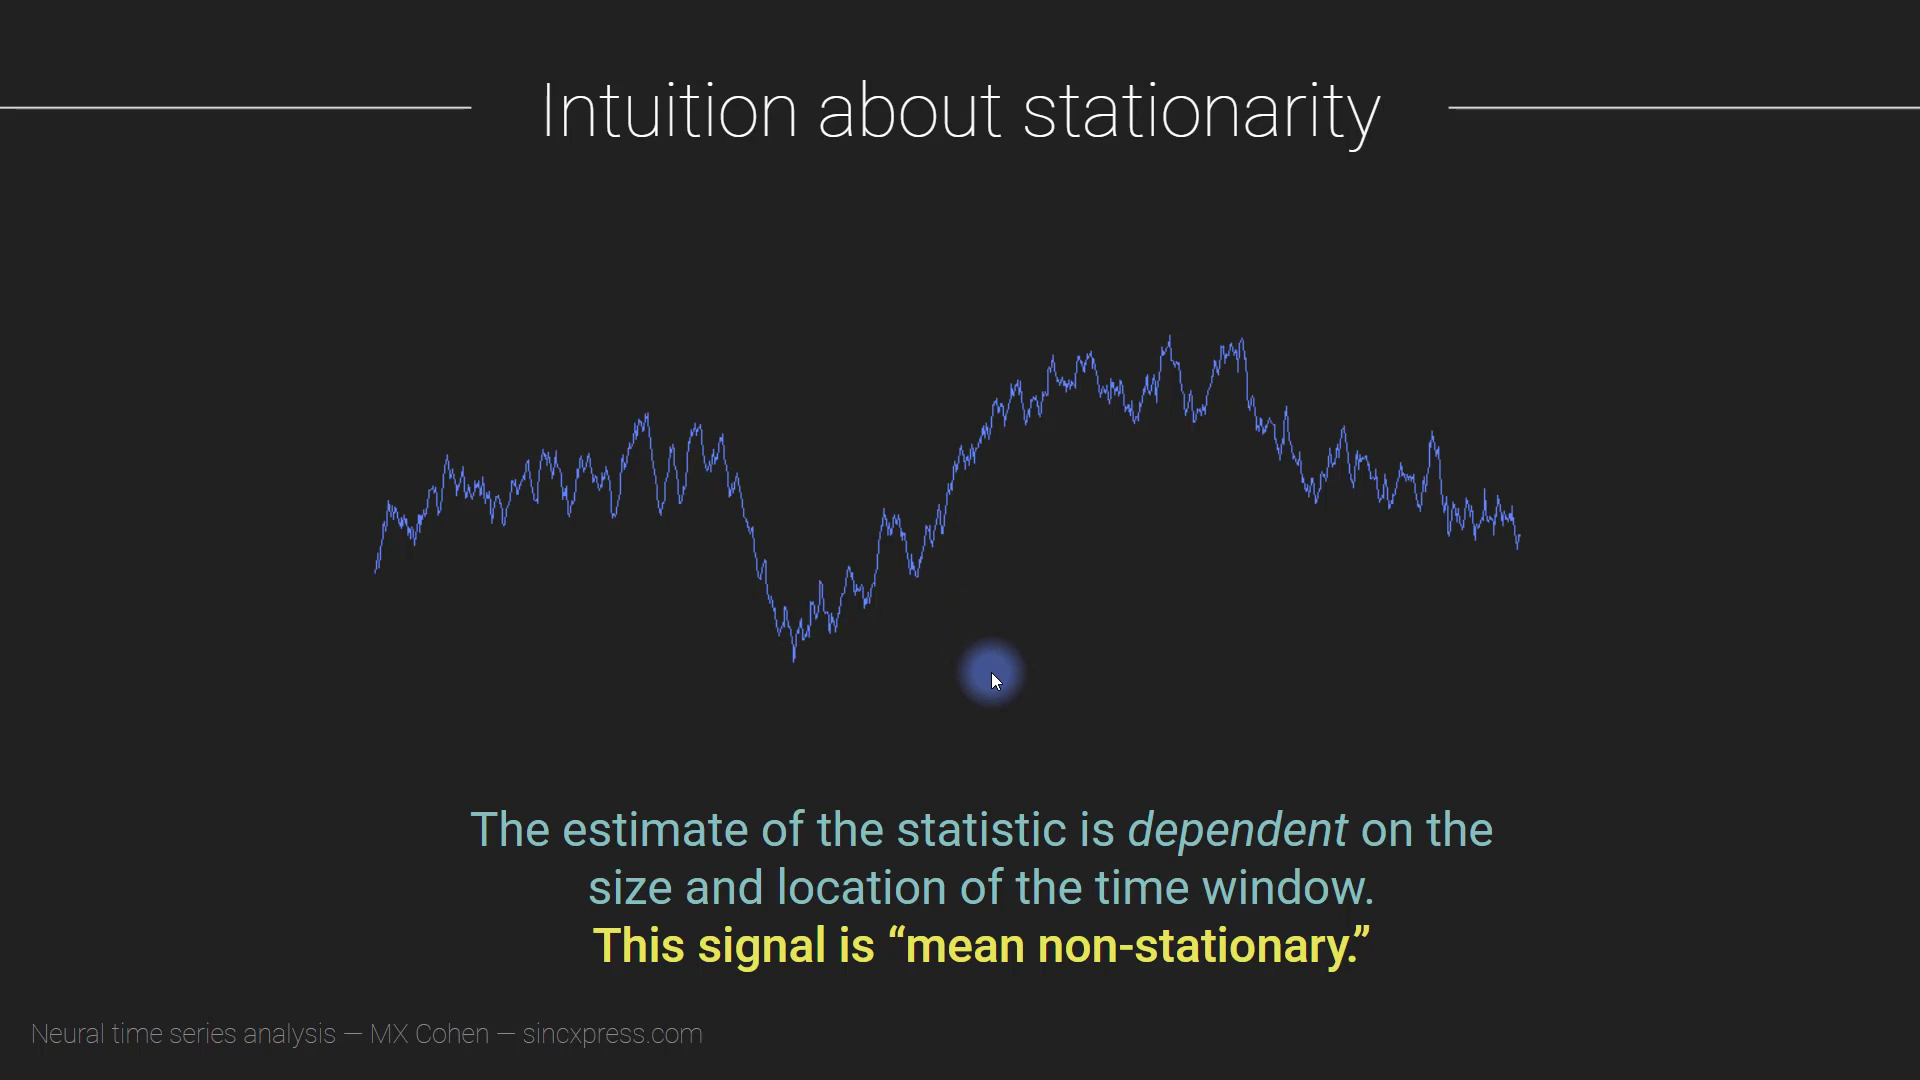 Intuition about stationarity
The estimate of the statistic is dependent on the
size and location of the time window.
This signal is “mean non-stationary.”
Neural time series analysis — MX Cohen — sincxpress.com